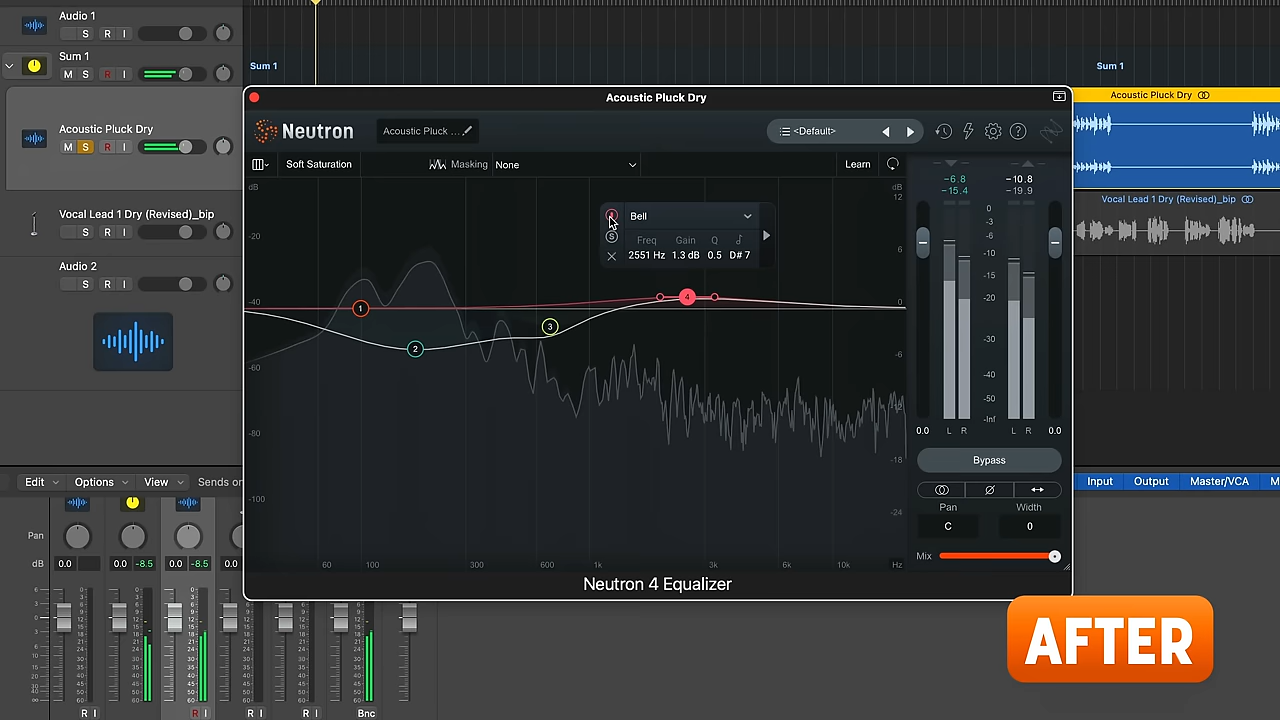 Audio 1
S R I
Sum 1
M S R I
Sum 1
Sum 1
Acoustic Pluck Dry
M S R I
Acoustic Pluck Dry
Vocal Lead 1 Dry (Revised)_bip
S R I
Vocal Lead 1 Dry (Revised)_bip
Audio 2
S R I
Acoustic Pluck Dry
Neutron
Acoustic Pluck ...
<Default>
Soft Saturation
Masking None
Learn
dB
-20
-40
-60
-80
-100
Bell
S
Freq Gain Q
2551 Hz 1.3 dB 0.5 D# 7
1
2
3
4
dB
12
6
0
-6
-12
-18
-24
60 100 300 600 1k 3k 6k 10k Hz
-6.8 -10.8
-15.4 -19.9
0
-3
-6
-10
-15
-20
-30
-40
-50
-Inf
0.0 L R L R 0.0
Bypass
Pan Width
C 0
Mix
Neutron 4 Equalizer
Edit Options View Sends or
Input Output Master/VCA M
Pan
dB 0.0 0.0 -8.5 0.0 -8.5 0.0
R I R I R I R I Bnc
AFTER